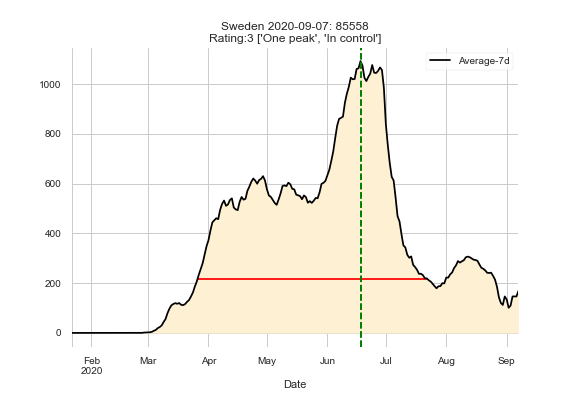 Sweden 2020-09-07: 85558
Rating:3 ['One peak', 'In control']
Average-7d
1000
800
600
400
200
0
Feb Mar Apr May Jun Jul Aug Sep
2020
Date